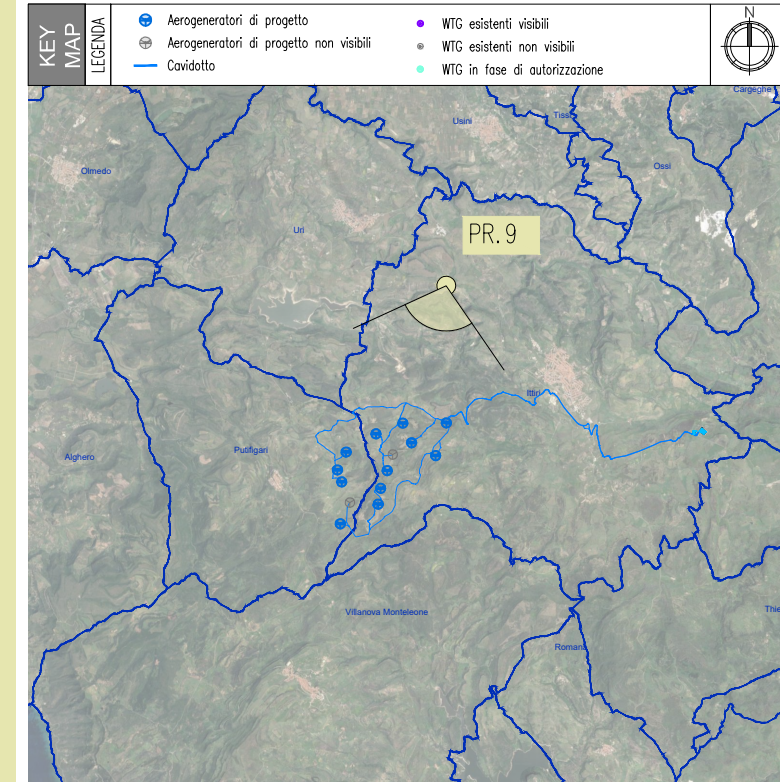 KEY MAP
LEGENDA
Aerogeneratori di progetto
Aerogeneratori di progetto non visibili
Cavidotto
WTG esistenti visibili
WTG esistenti non visibili
WTG in fase di autorizzazione
N
Cargeghe
Usini
Tissi
Ossi
Olmedo
Uri
PR.9
Ittiri
Putifigari
Alghero
Villanova Monteleone
Thie
Romana